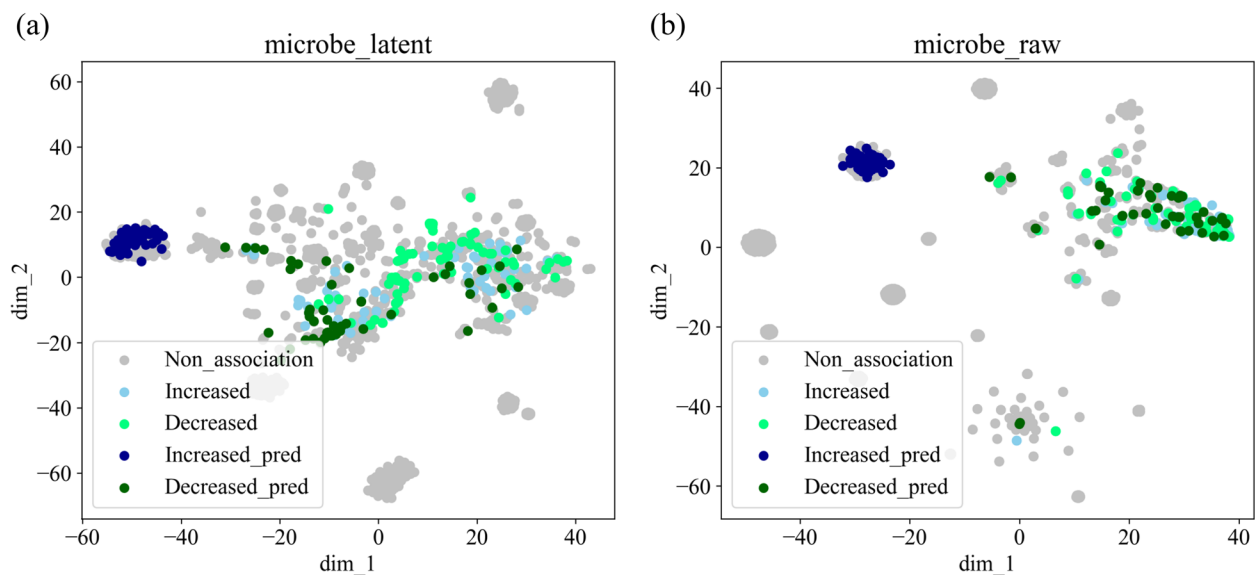 (a)
microbe_latent
60
40
20
0
−20
−40
−60
dim_2
Non_association
Increased
Decreased
Increased_pred
Decreased_pred
−60
−40
−20
0
20
40
dim_1
(b)
microbe_raw
40
20
0
−20
−40
−60
dim_2
Non_association
Increased
Decreased
Increased_pred
Decreased_pred
−40
−20
0
20
40
dim_1